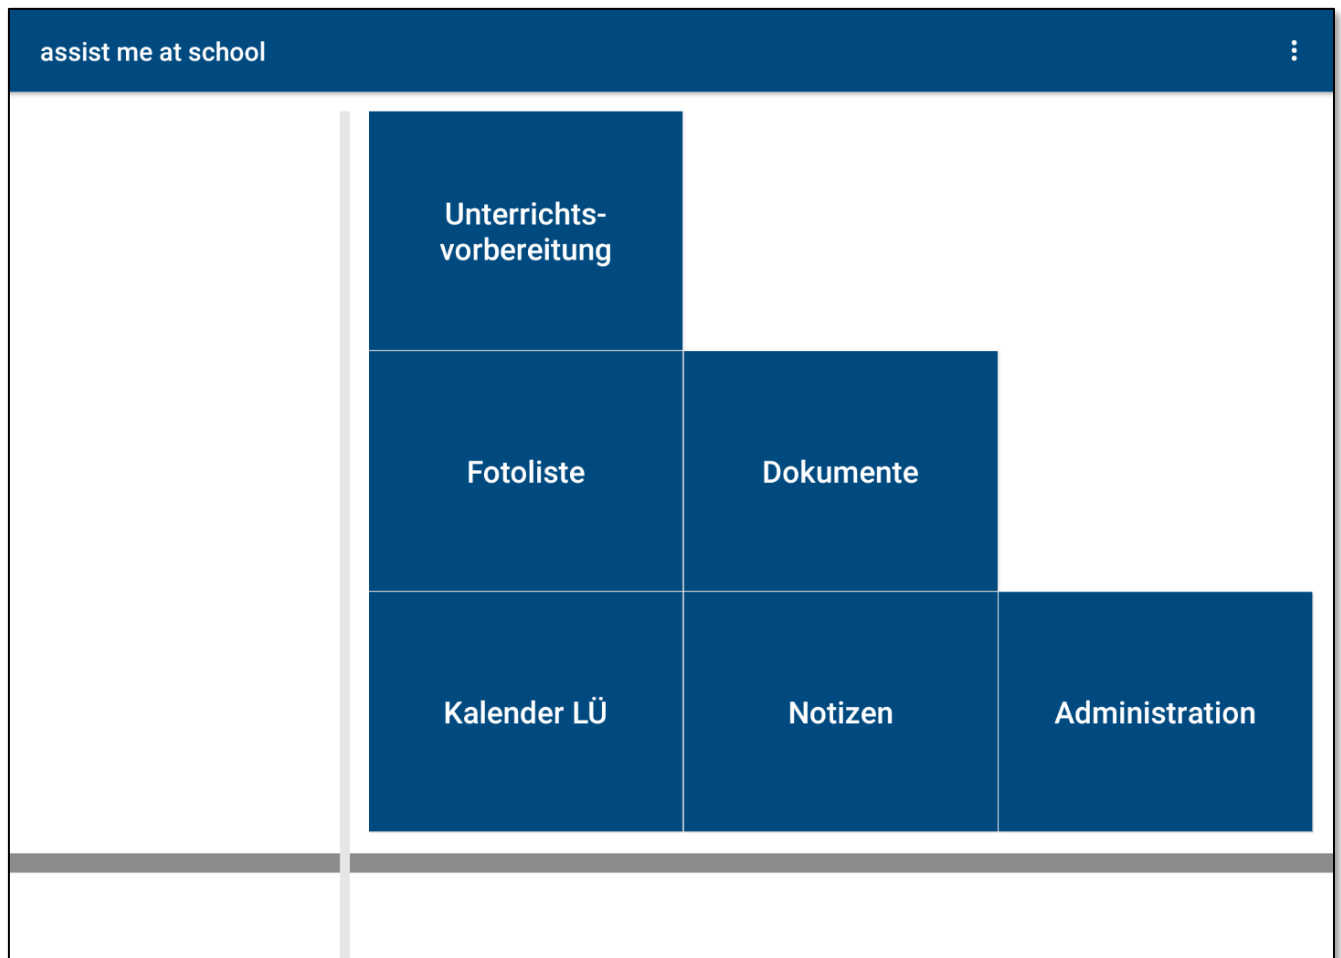 assist me at school
Unterrichts-
vorbereitung
Fotoliste
Dokumente
Kalender LÜ
Notizen
Administration